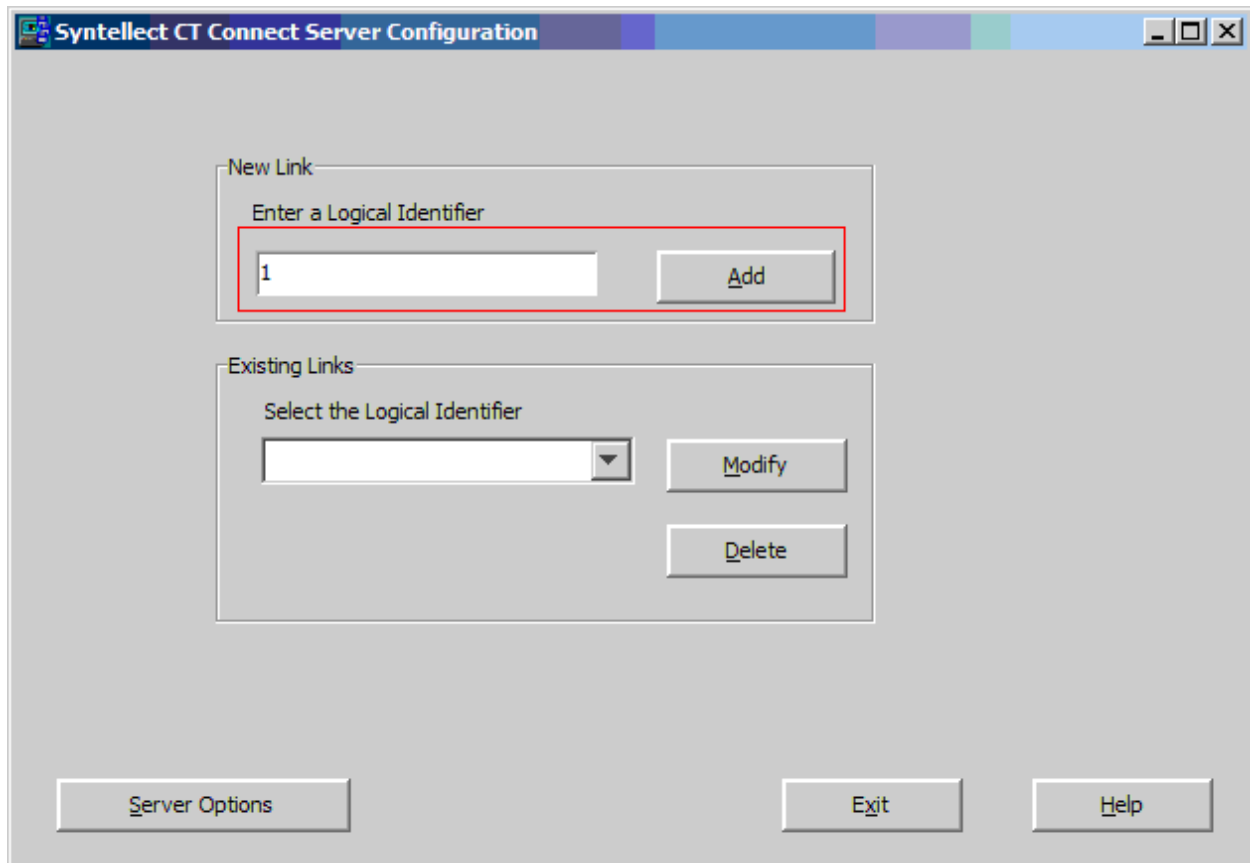 Syntellect CT Connect Server Configuration
New Link
Enter a Logical Identifier
1
Add
Existing Links
Select the Logical Identifier
Modify
Delete
Server Options
Exit
Help